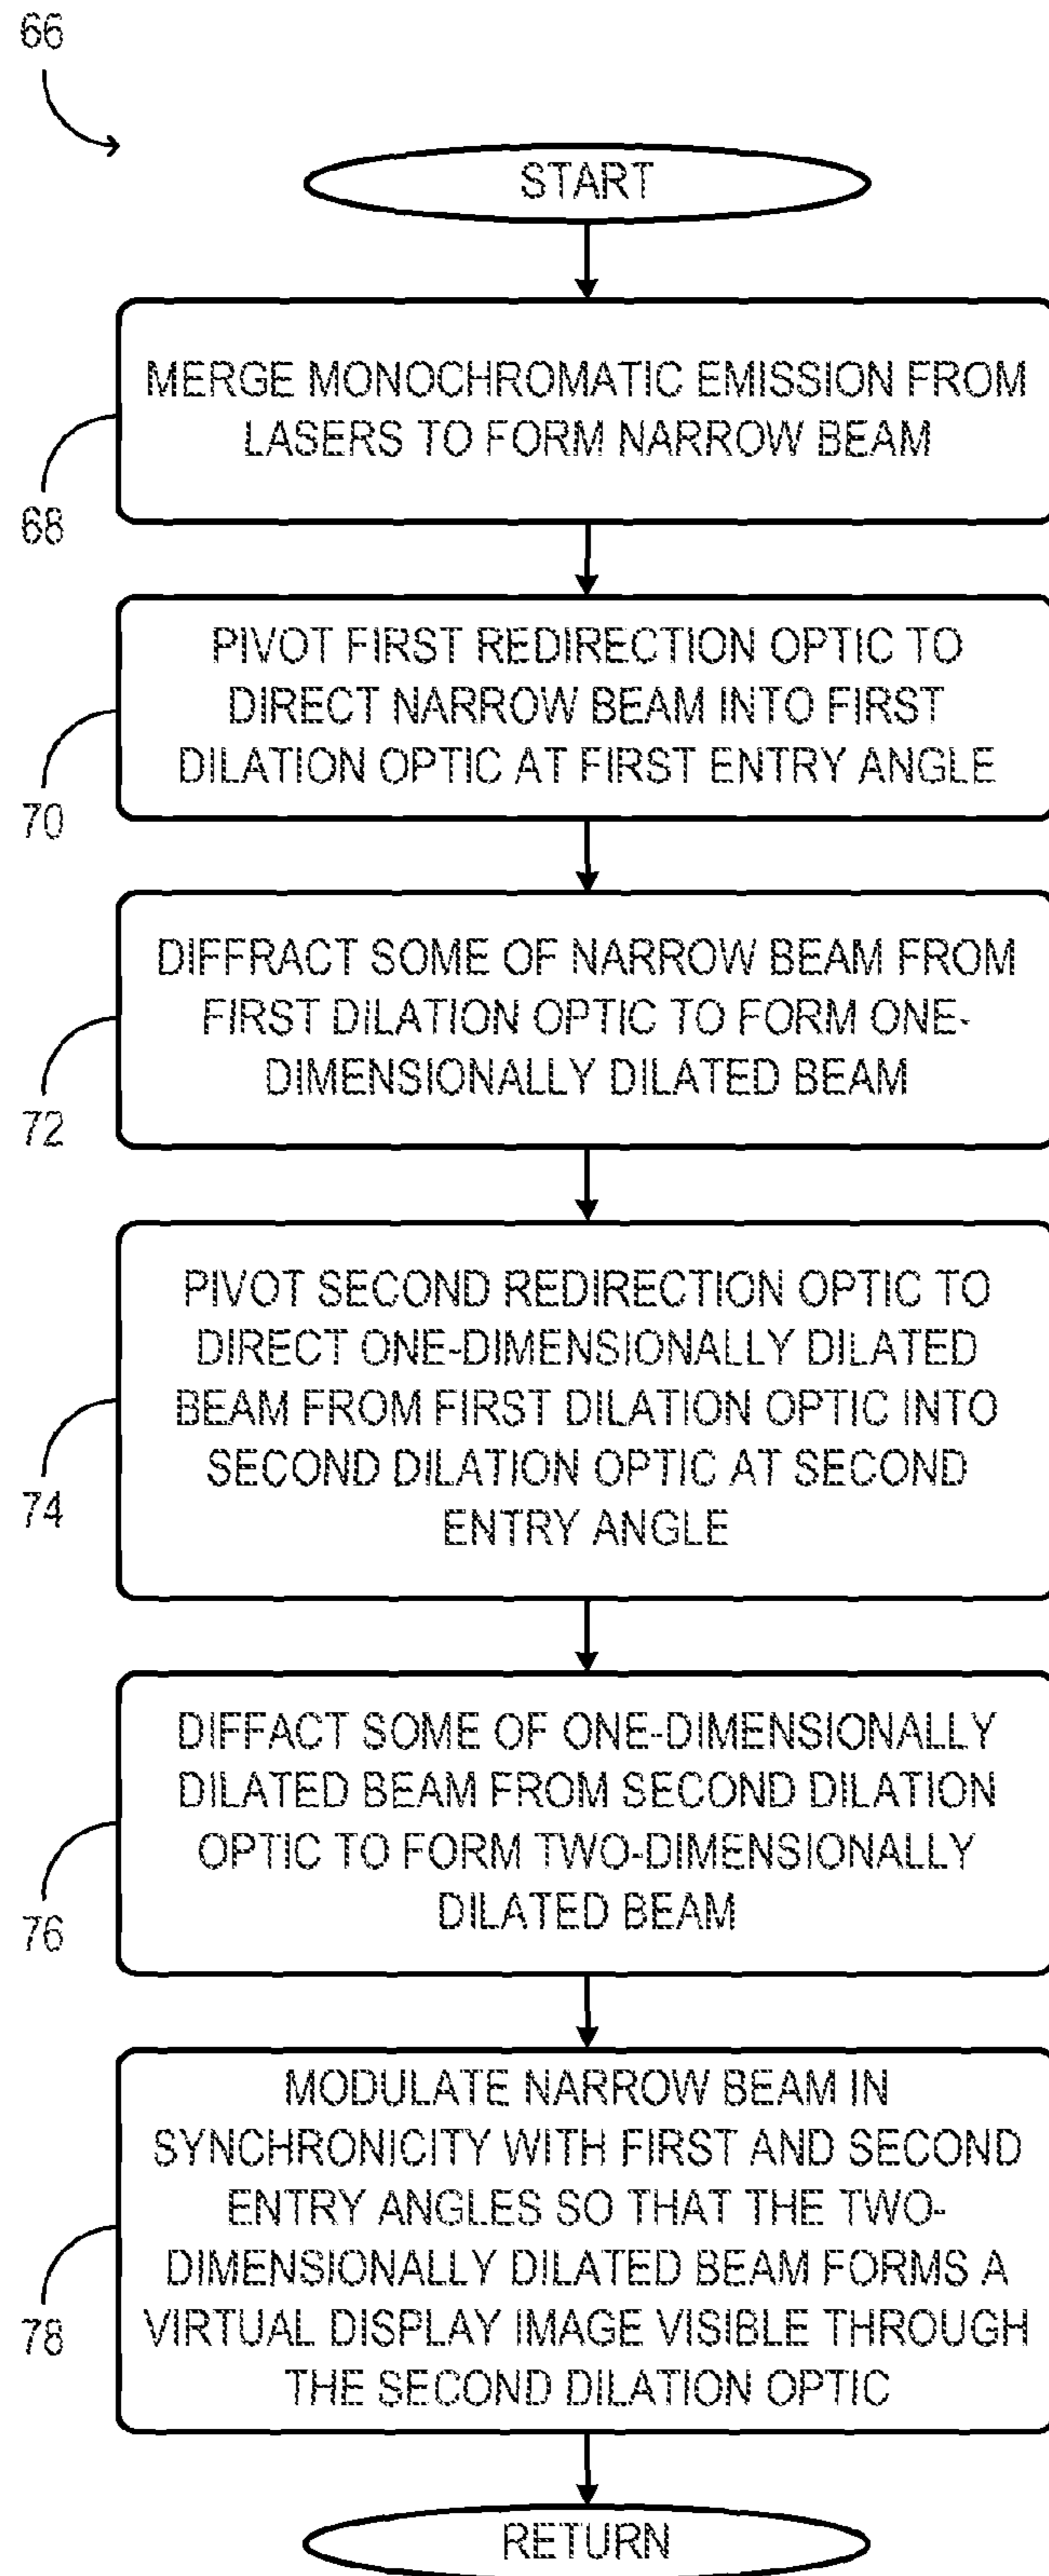 66
START
MERGE MONOCHROMATIC EMISSION FROM
LASERS TO FORM NARROW BEAM
68
PIVOT FIRST REDIRECTION OPTIC TO
DIRECT NARROW BEAM INTO FIRST
DILATION OPTIC AT FIRST ENTRY ANGLE
70
DIFFRACT SOME OF NARROW BEAM FROM
FIRST DILATION OPTIC TO FORM ONE-
DIMENSIONALLY DILATED BEAM
72
PIVOT SECOND REDIRECTION OPTIC TO
DIRECT ONE-DIMENSIONALLY DILATED
BEAM FROM FIRST DILATION OPTIC INTO
SECOND DILATION OPTIC AT SECOND
ENTRY ANGLE
74
DIFFACT SOME OF ONE-DIMENSIONALLY
DILATED BEAM FROM SECOND DILATION
OPTIC TO FORM TWO-DIMENSIONALLY
DILATED BEAM
76
MODULATE NARROW BEAM IN
SYNCHRONICITY WITH FIRST AND SECOND
ENTRY ANGLES SO THAT THE TWO-
DIMENSIONALLY DILATED BEAM FORMS A
VIRTUAL DISPLAY IMAGE VISIBLE THROUGH
THE SECOND DILATION OPTIC
78
RETURN